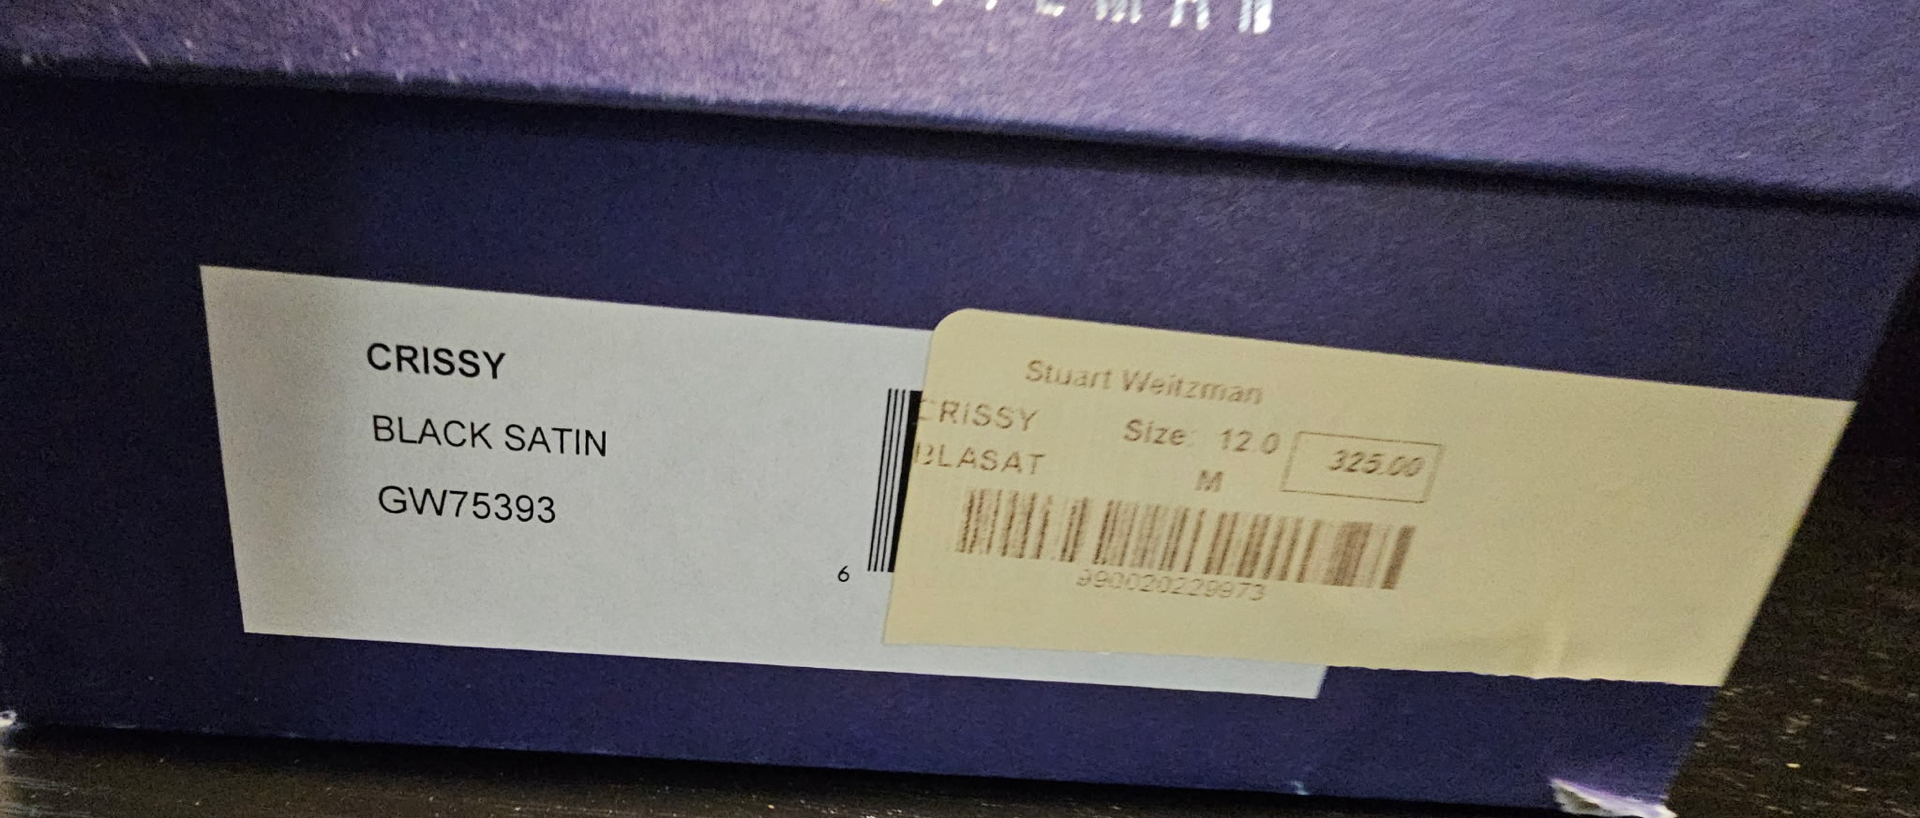 CRISSY
BLACK SATIN
GW75393
6
Stuart Weitzman
CRISSY Size: 12.0 325.00
BLASAT M
990020229973